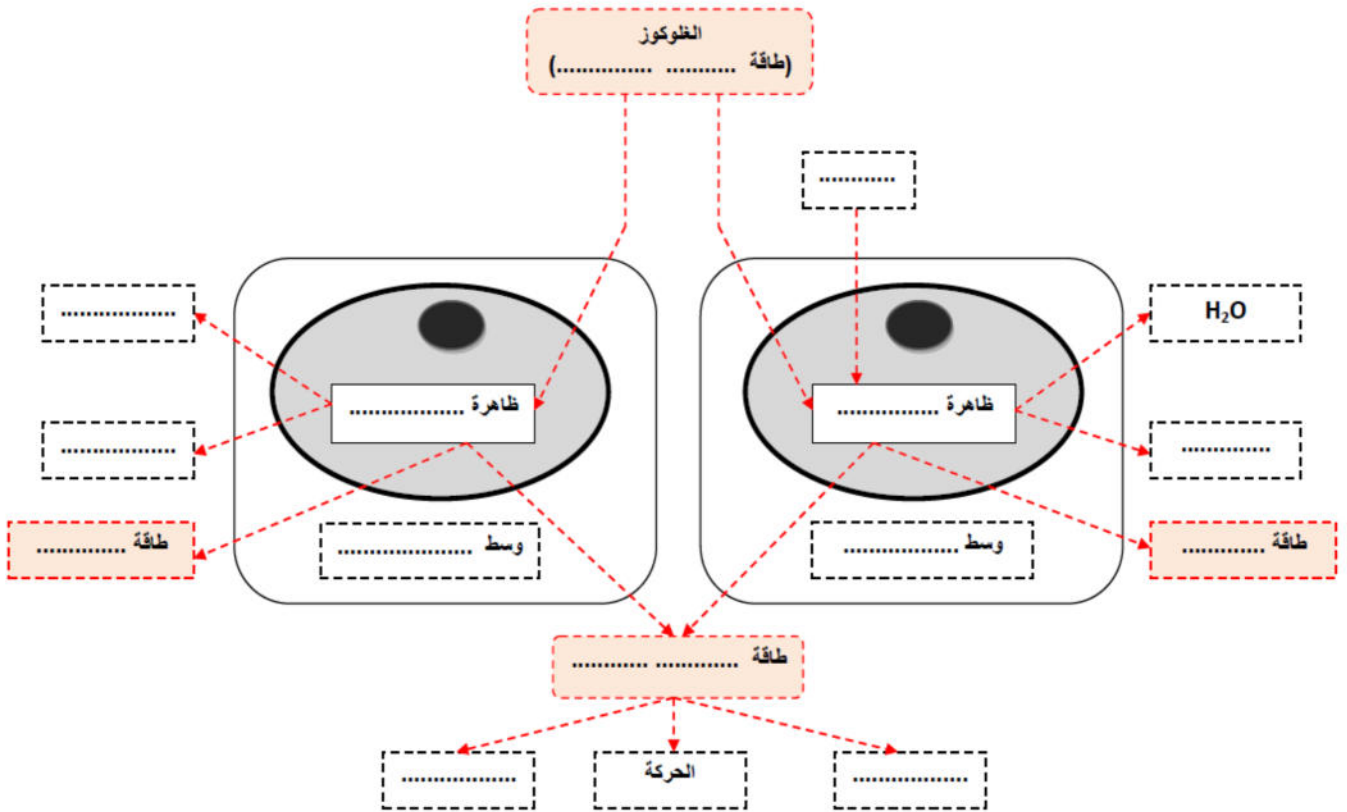 الغلوكوز
(طاقة ........... ...............)
............
..................
H₂O
ظاهرة ..................
ظاهرة ................
..................
..............
طاقة ..............
وسط .....................
وسط ..................
طاقة .............
طاقة ............. ............
..................
الحركة
..................